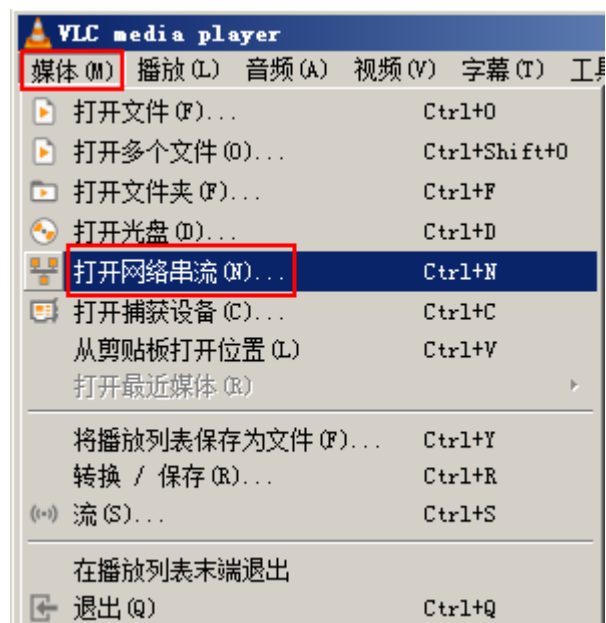 VLC media player
媒体(M) 播放(L) 音频(A) 视频(V) 字幕(T) 工具
打开文件(F)... Ctrl+O
打开多个文件(O)... Ctrl+Shift+O
打开文件夹(F)... Ctrl+F
打开光盘(D)... Ctrl+D
打开网络串流(N)... Ctrl+N
打开捕获设备(C)... Ctrl+C
从剪贴板打开位置(L) Ctrl+V
打开最近媒体(R)
将播放列表保存为文件(F)... Ctrl+Y
转换 / 保存(R)... Ctrl+R
流(S)... Ctrl+S
在播放列表末端退出
退出(Q) Ctrl+Q